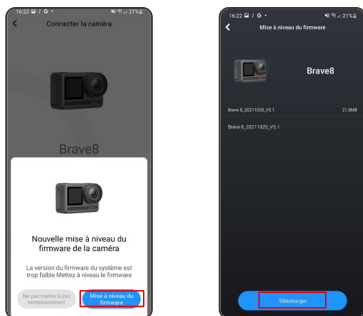 16:22
Connecter la caméra
Brave8
Nouvelle mise à niveau du
firmware de la caméra
La version du firmware du système est
trop faible Mettez à niveau le firmware
Ne pas mettre à jour
temporairement
Mise à niveau du
firmware
16:22 21%
Mise à niveau du firmware
Brave8
Brave 8_20211020_V5.1 21.8MB
Brave 8_20211020_V5.1
Télécharger